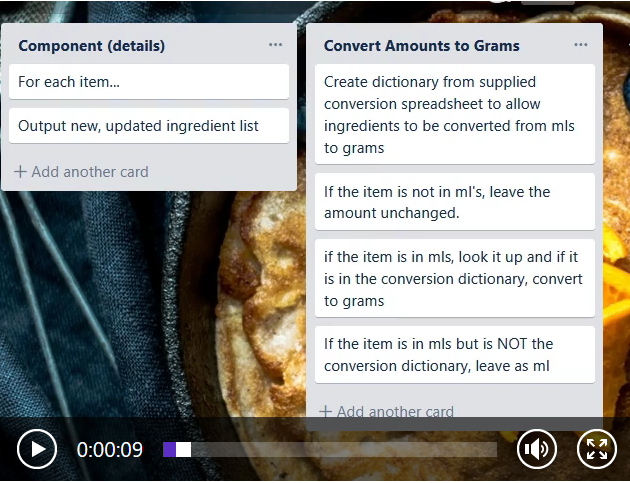 Component (details)
For each item...
Output new, updated ingredient list
+ Add another card
Convert Amounts to Grams
Create dictionary from supplied
conversion spreadsheet to allow
ingredients to be converted from mls
to grams
If the item is not in ml's, leave the
amount unchanged.
if the item is in mls, look it up and if it
is in the conversion dictionary, convert
to grams
If the item is in mls but is NOT the
conversion dictionary, leave as ml
+ Add another card
0:00:09